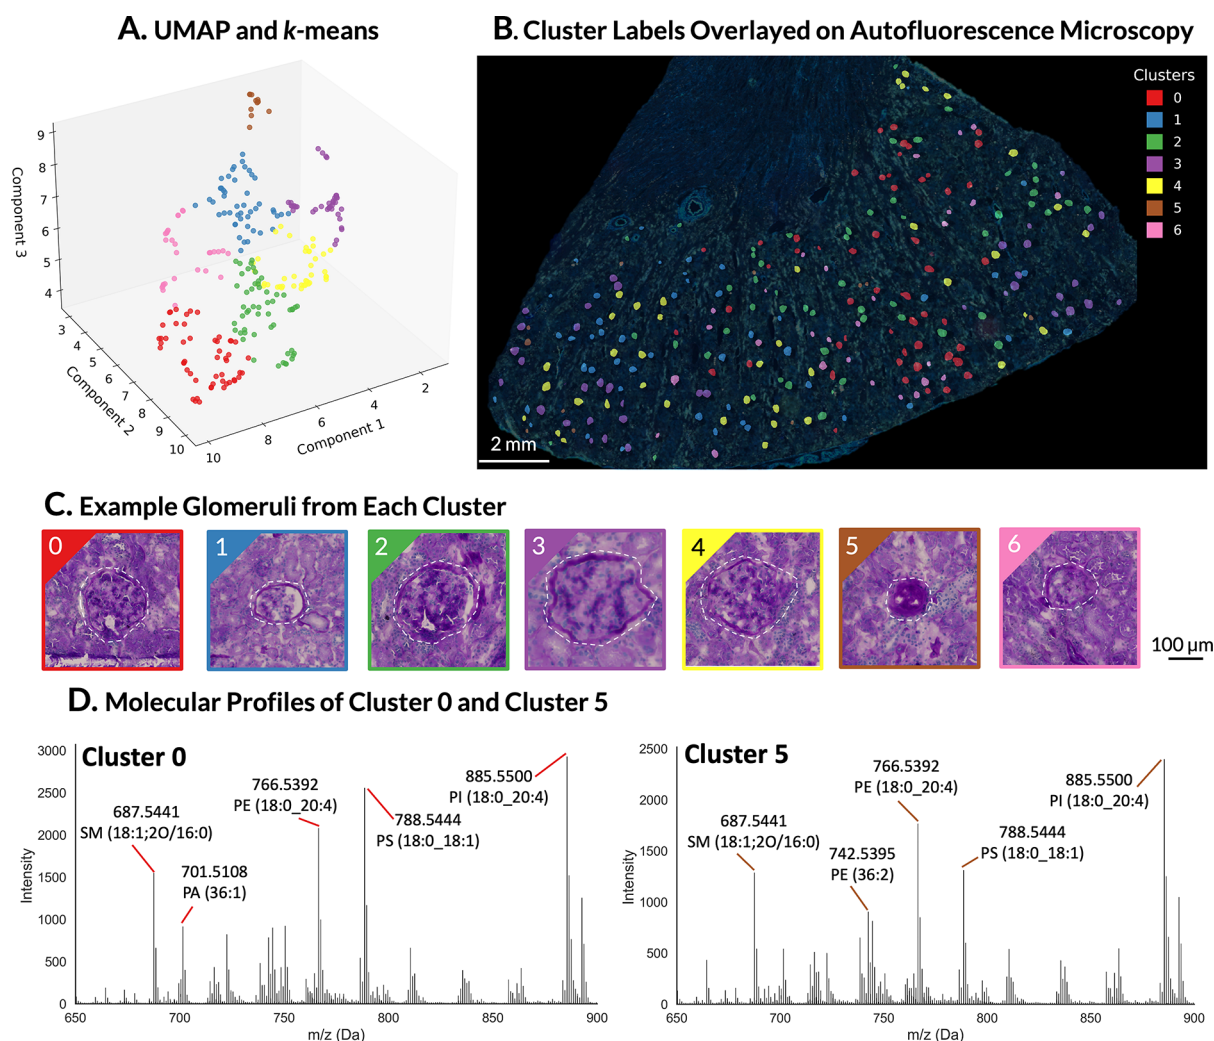 A. UMAP and k-means
9
8
7
6
5
4
Component 3
3
4
5
6
7
8
9
10
Component 2
10
8
6
4
2
Component 1
B. Cluster Labels Overlayed on Autofluorescence Microscopy
Clusters
0
1
2
3
4
5
6
2 mm
C. Example Glomeruli from Each Cluster
0
1
2
3
4
5
6
100 µm
D. Molecular Profiles of Cluster 0 and Cluster 5
Cluster 0
3000
2500
2000
1500
1000
500
0
Intensity
687.5441
SM (18:1;2O/16:0)
701.5108
PA (36:1)
766.5392
PE (18:0_20:4)
788.5444
PS (18:0_18:1)
885.5500
PI (18:0_20:4)
650
700
750
800
850
900
m/z (Da)
Cluster 5
2500
2000
1500
1000
500
0
Intensity
687.5441
SM (18:1;2O/16:0)
742.5395
PE (36:2)
766.5392
PE (18:0_20:4)
788.5444
PS (18:0_18:1)
885.5500
PI (18:0_20:4)
650
700
750
800
850
900
m/z (Da)